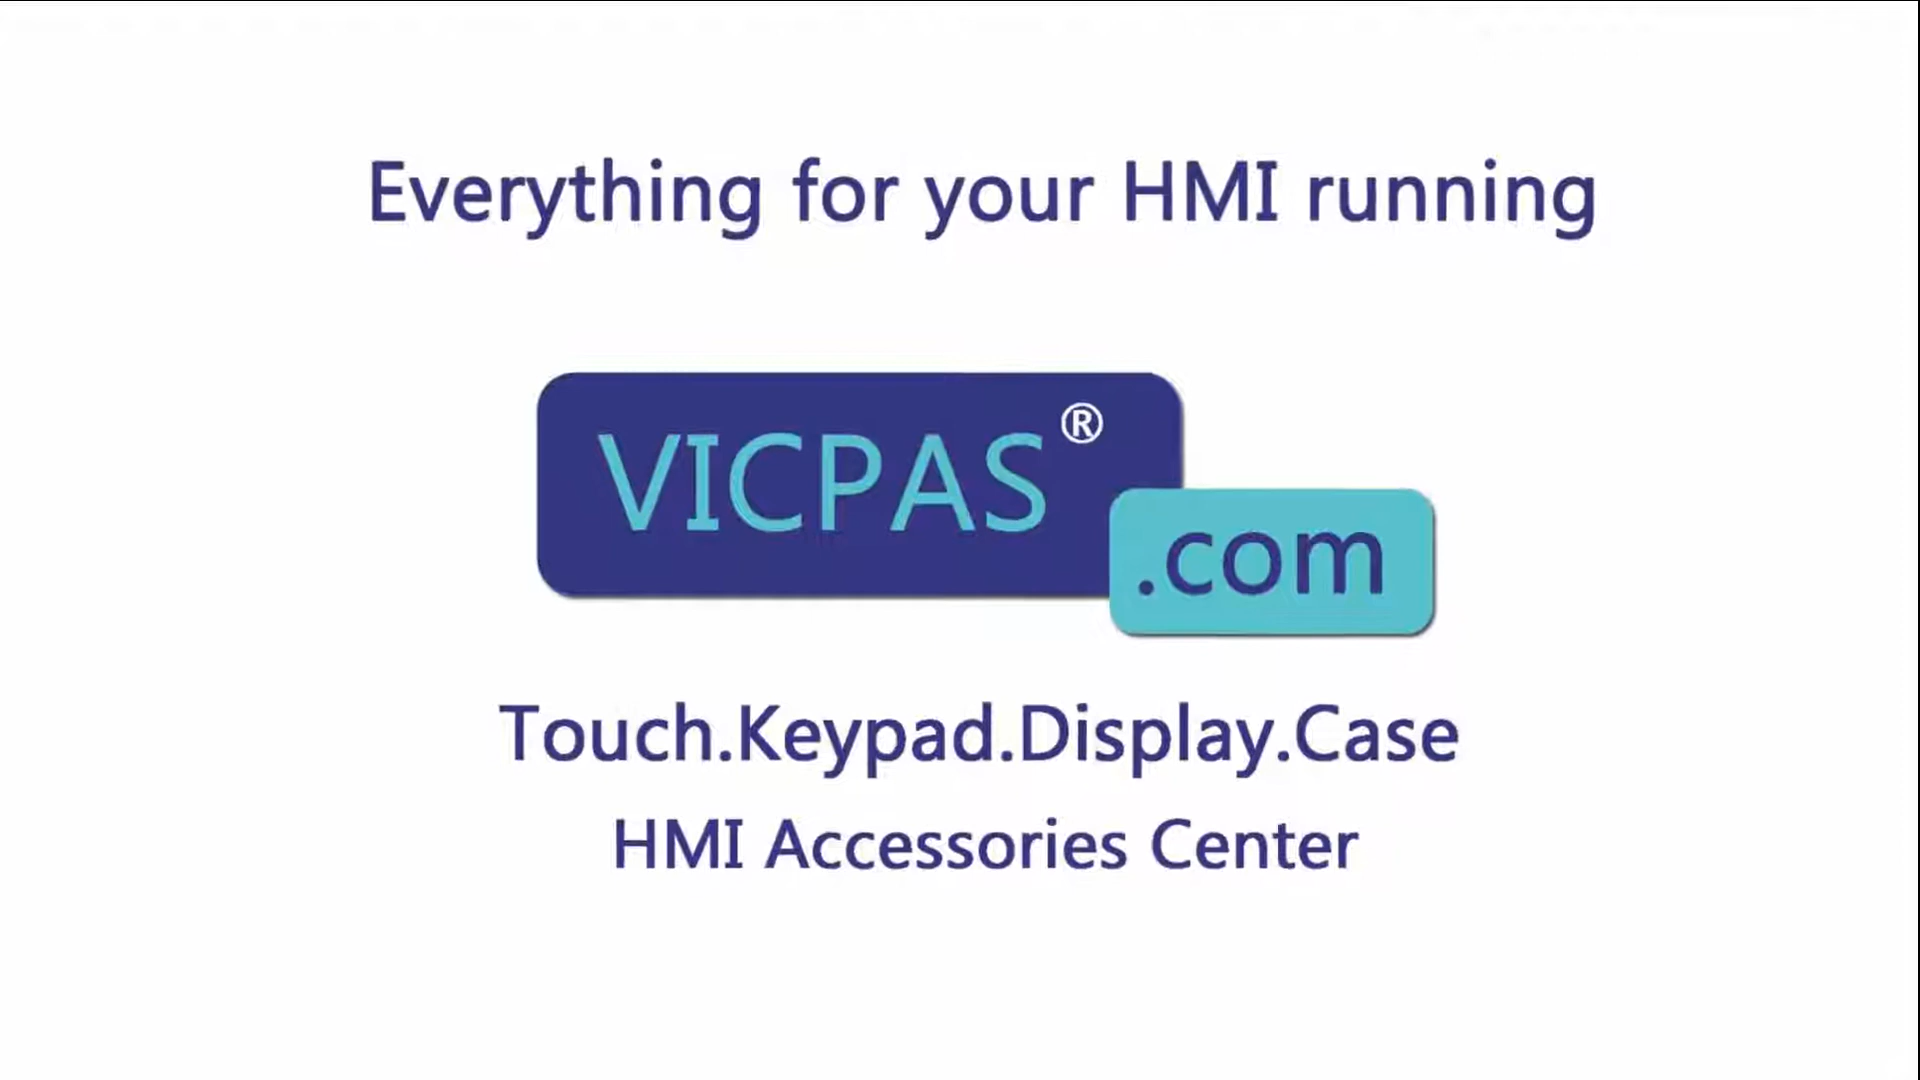 Everything for your HMI running
VICPAS®
.com
Touch.Keypad.Display.Case
HMI Accessories Center